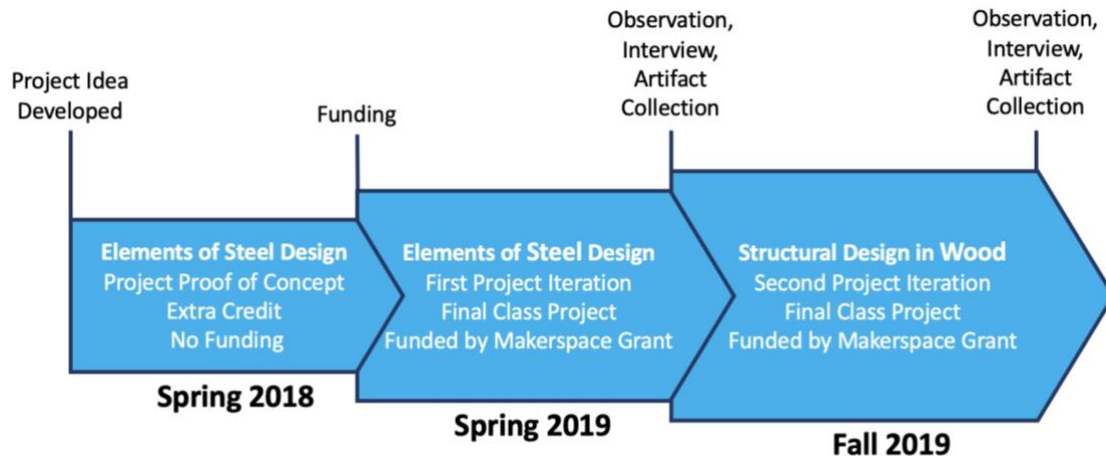 Project Idea
Developed
Funding
Observation,
Interview,
Artifact
Collection
Observation,
Interview,
Artifact
Collection
Elements of Steel Design
Project Proof of Concept
Extra Credit
No Funding
Spring 2018
Elements of Steel Design
First Project Iteration
Final Class Project
Funded by Makerspace Grant
Spring 2019
Structural Design in Wood
Second Project Iteration
Final Class Project
Funded by Makerspace Grant
Fall 2019